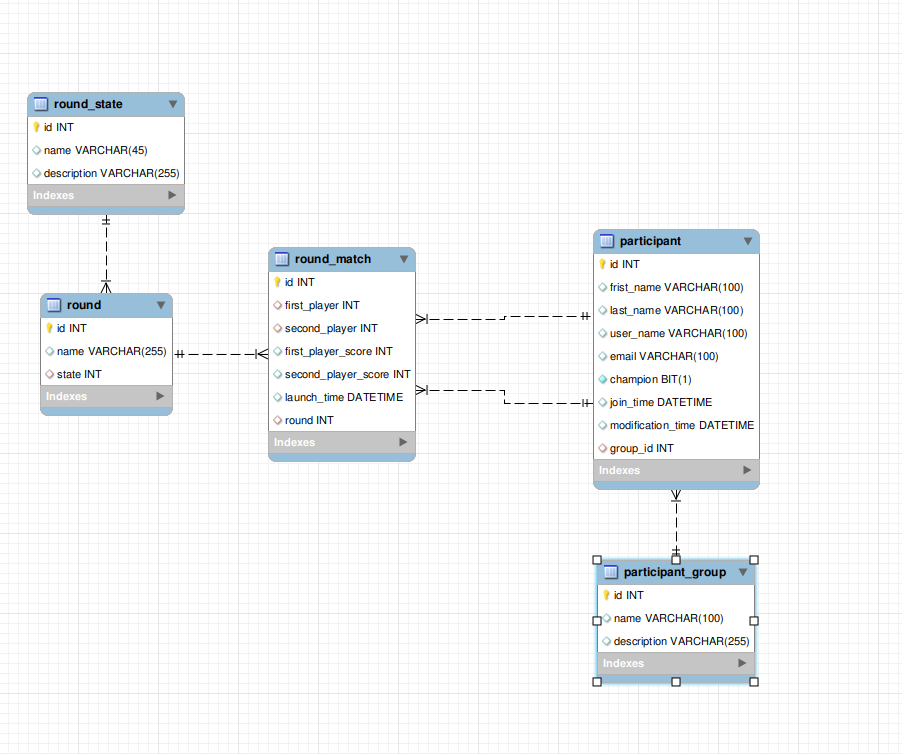 round_state
id INT
name VARCHAR(45)
description VARCHAR(255)
Indexes
round
id INT
name VARCHAR(255)
state INT
Indexes
round_match
id INT
first_player INT
second_player INT
first_player_score INT
second_player_score INT
launch_time DATETIME
round INT
Indexes
participant
id INT
frist_name VARCHAR(100)
last_name VARCHAR(100)
user_name VARCHAR(100)
email VARCHAR(100)
champion BIT(1)
join_time DATETIME
modification_time DATETIME
group_id INT
Indexes
participant_group
id INT
name VARCHAR(100)
description VARCHAR(255)
Indexes